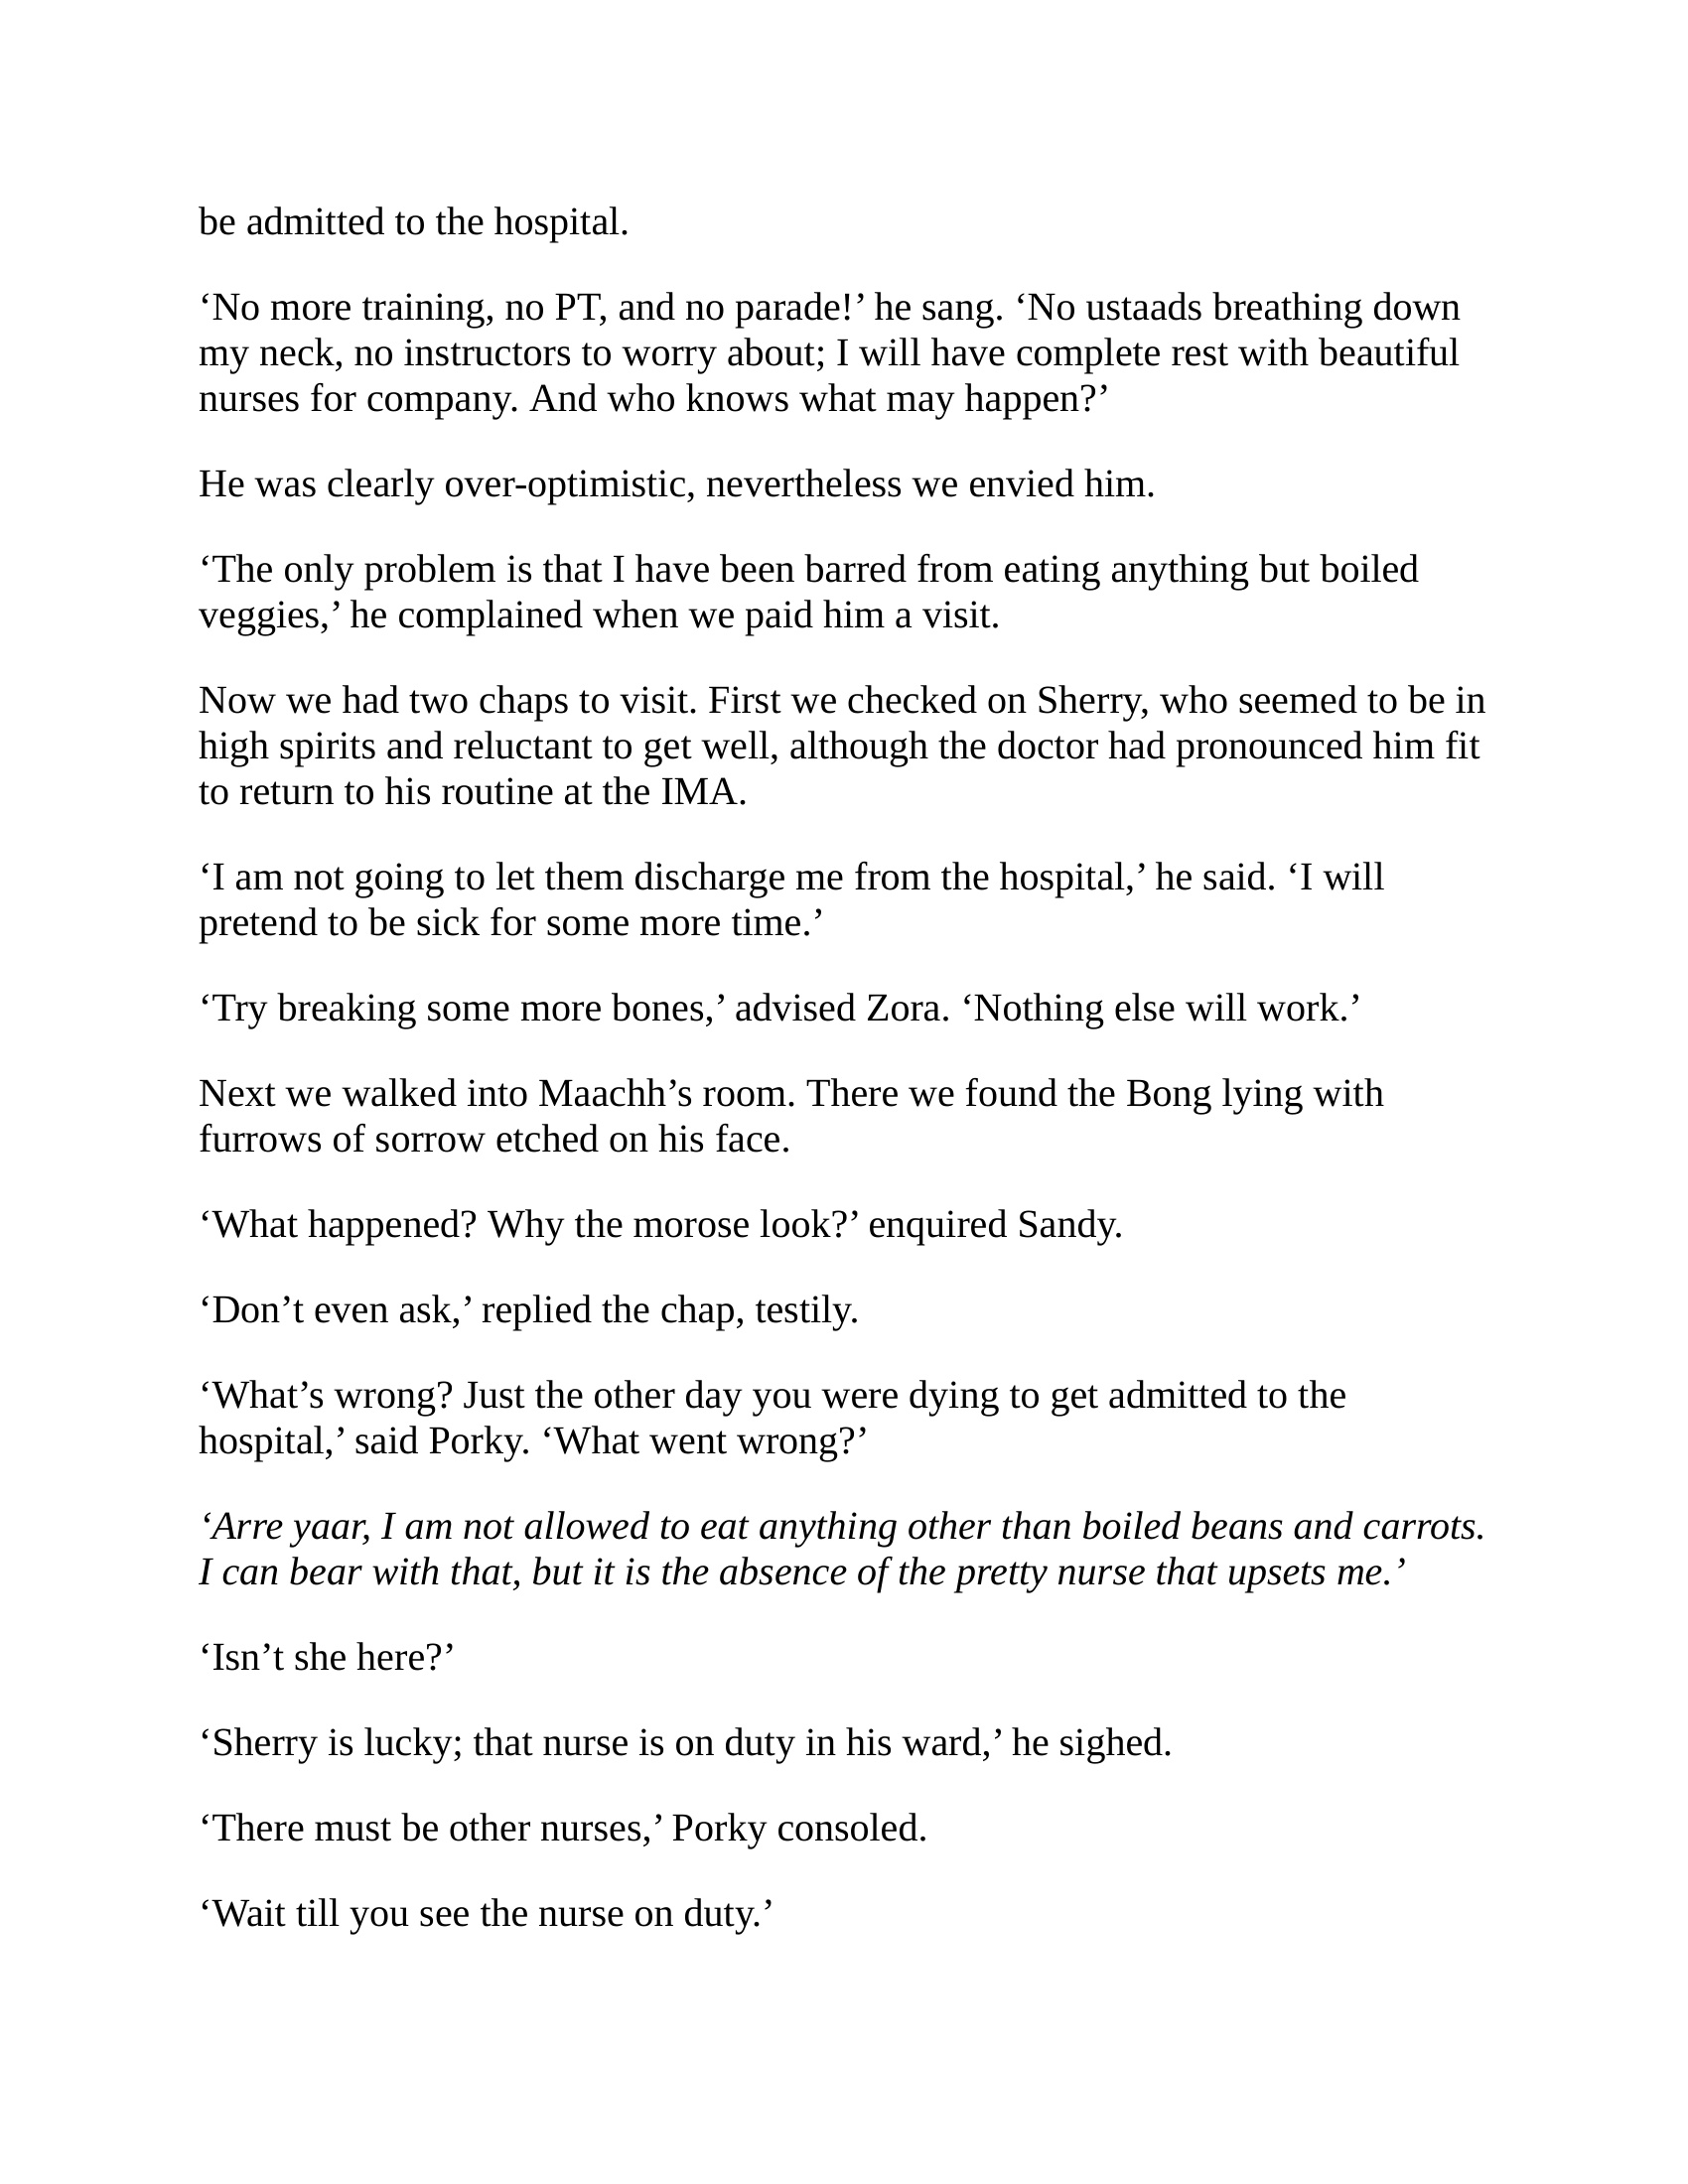 be admitted to the hospital.
‘No more training, no PT, and no parade!’ he sang. ‘No ustaads breathing down
my neck, no instructors to worry about; I will have complete rest with beautiful
nurses for company. And who knows what may happen?’
He was clearly over-optimistic, nevertheless we envied him.
‘The only problem is that I have been barred from eating anything but boiled
veggies,’ he complained when we paid him a visit.
Now we had two chaps to visit. First we checked on Sherry, who seemed to be in
high spirits and reluctant to get well, although the doctor had pronounced him fit
to return to his routine at the IMA.
‘I am not going to let them discharge me from the hospital,’ he said. ‘I will
pretend to be sick for some more time.’
‘Try breaking some more bones,’ advised Zora. ‘Nothing else will work.’
Next we walked into Maachh’s room. There we found the Bong lying with
furrows of sorrow etched on his face.
‘What happened? Why the morose look?’ enquired Sandy.
‘Don’t even ask,’ replied the chap, testily.
‘What’s wrong? Just the other day you were dying to get admitted to the
hospital,’ said Porky. ‘What went wrong?’
‘Arre yaar, I am not allowed to eat anything other than boiled beans and carrots.
I can bear with that, but it is the absence of the pretty nurse that upsets me.’
‘Isn’t she here?’
‘Sherry is lucky; that nurse is on duty in his ward,’ he sighed.
‘There must be other nurses,’ Porky consoled.
‘Wait till you see the nurse on duty.’